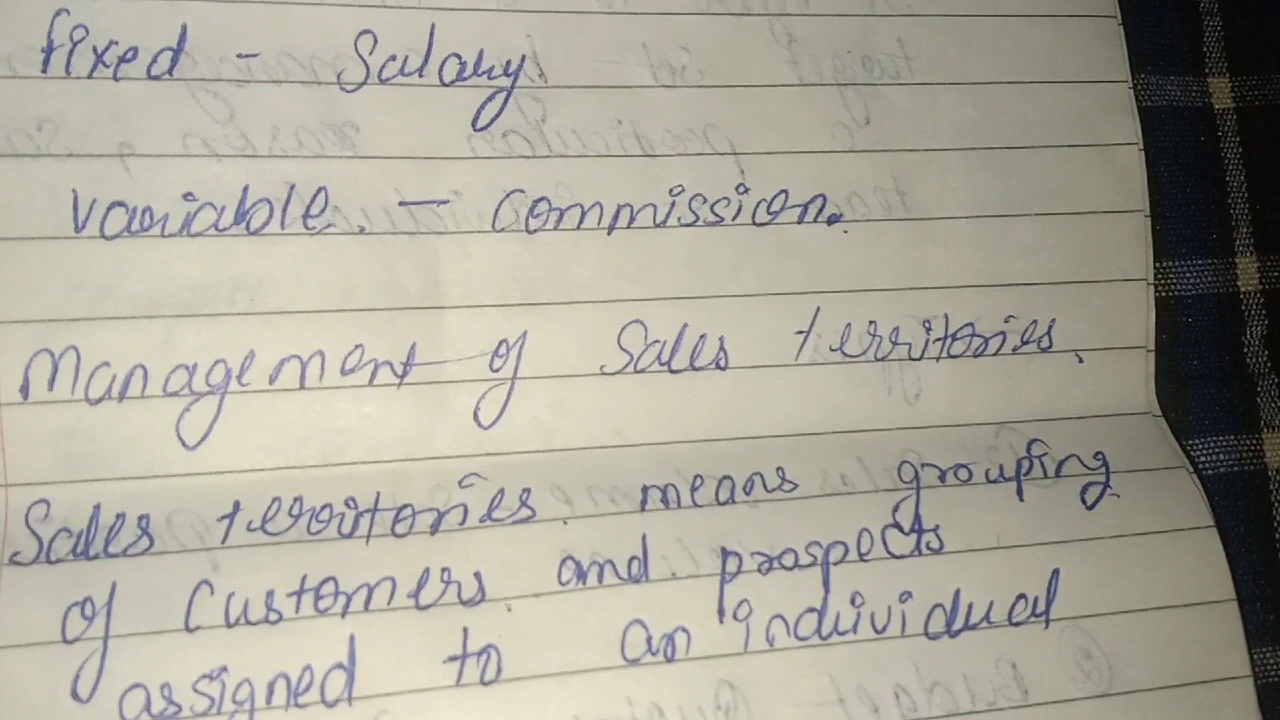 fixed - Salary
variable. - Commission.
Management of Sales territories.
Sales territories means grouping
of Customers and prospects
assigned to an individual